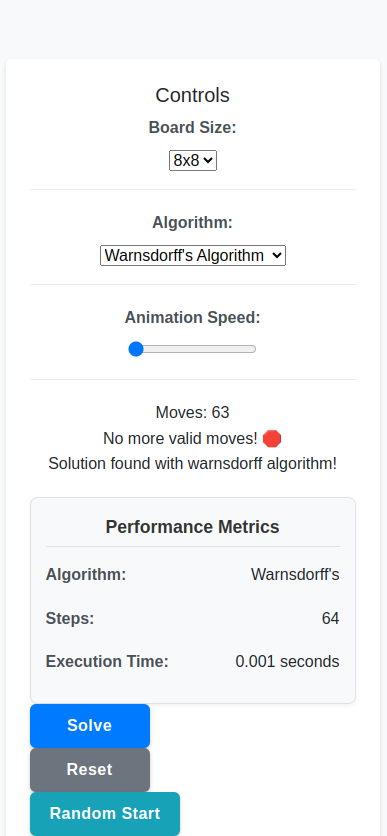 Controls
Board Size:
8x8
Algorithm:
Warnsdorff's Algorithm
Animation Speed:
Moves: 63
No more valid moves! 🛑
Solution found with warnsdorff algorithm!
Performance Metrics
Algorithm: Warnsdorff's
Steps: 64
Execution Time: 0.001 seconds
Solve
Reset
Random Start